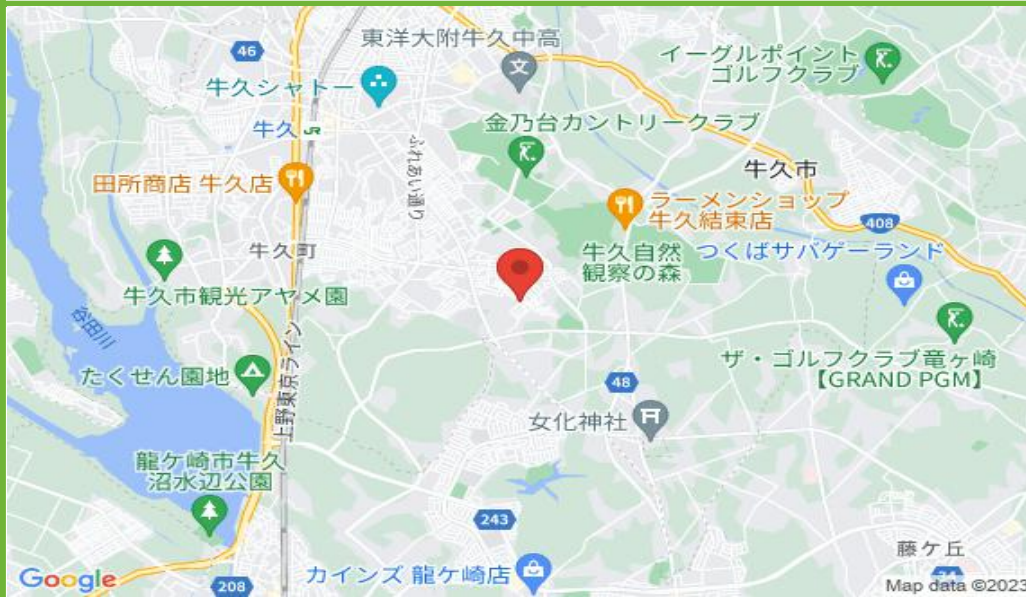 東洋大附牛久中高
イーグルポイント
ゴルフクラブ
46
牛久シャトー
牛久 JR
金乃台カントリークラブ
ふれあい通り
牛久市
田所商店 牛久店
ラーメンショップ
牛久結束店
408
牛久町
牛久自然
観察の森
つくばサバゲーランド
牛久市観光アヤメ園
谷田川
ザ・ゴルフクラブ竜ヶ崎
【GRAND PGM】
たくせん園地
上野東京ライン
48
女化神社
龍ケ崎市牛久
沼水辺公園
243
藤ケ丘
カインズ 龍ケ崎店
208
34
Google
Map data ©2023